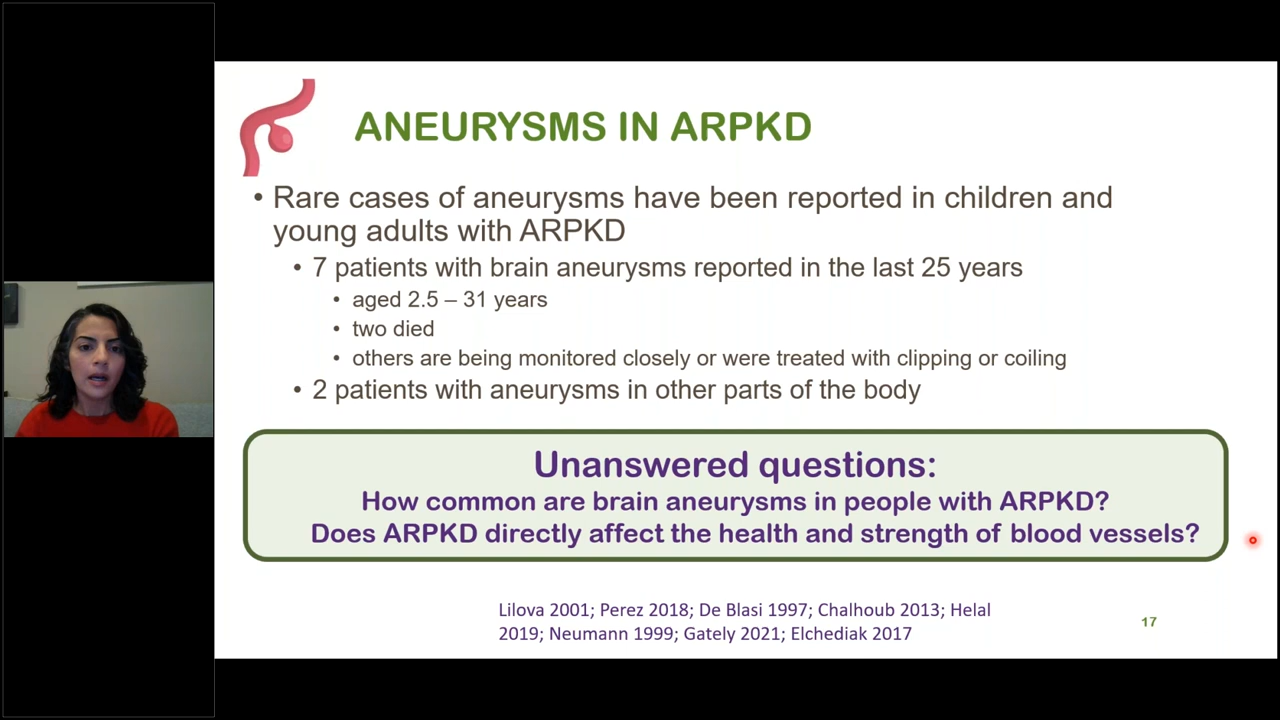 ANEURYSMS IN ARPKD
• Rare cases of aneurysms have been reported in children and
young adults with ARPKD
• 7 patients with brain aneurysms reported in the last 25 years
• aged 2.5 – 31 years
• two died
• others are being monitored closely or were treated with clipping or coiling
• 2 patients with aneurysms in other parts of the body
Unanswered questions:
How common are brain aneurysms in people with ARPKD?
Does ARPKD directly affect the health and strength of blood vessels?
Lilova 2001; Perez 2018; De Blasi 1997; Chalhoub 2013; Helal
2019; Neumann 1999; Gately 2021; Elchediak 2017
17